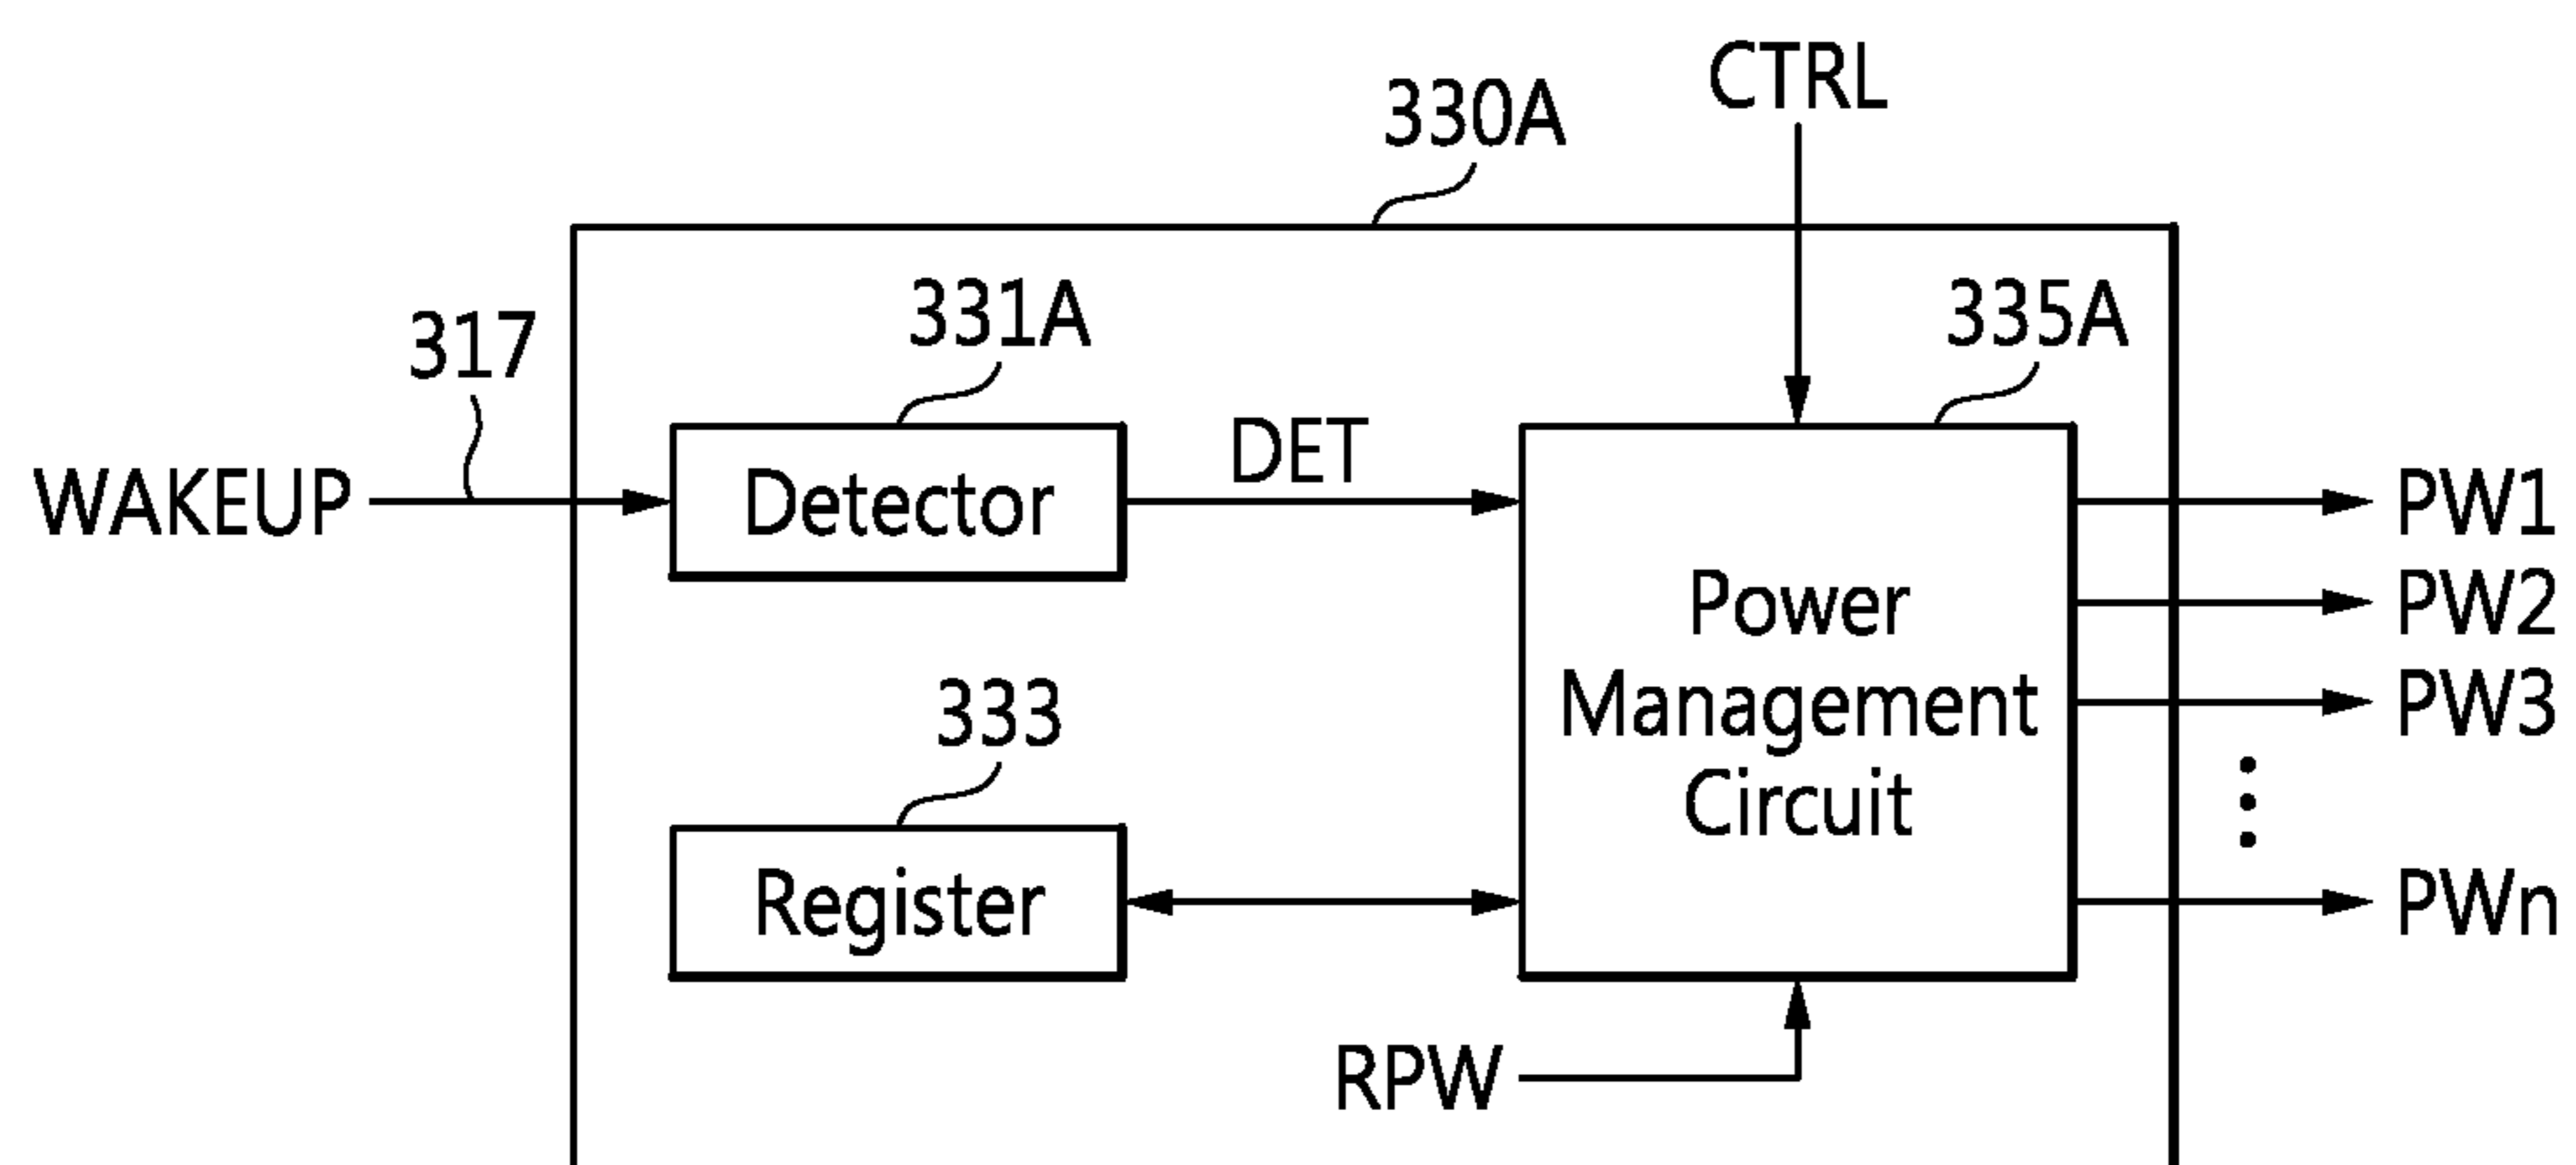 CTRL
330A
331A
335A
317
DET
WAKEUP
Detector
PW1
Power
Management
Circuit
PW2
PW3
333
Register
PWn
RPW